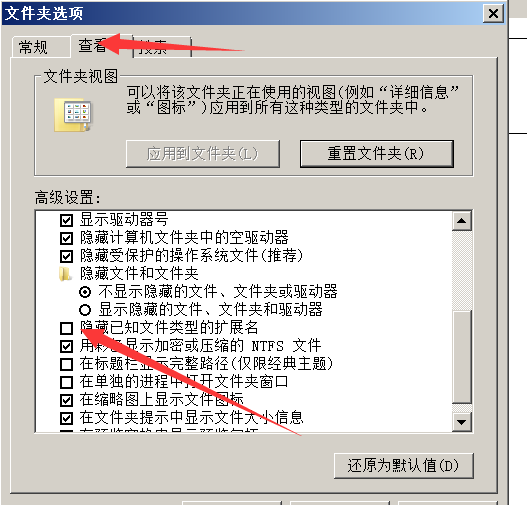 文件夹选项
常规
查看
搜索
文件夹视图
可以将该文件夹正在使用的视图(例如“详细信息”
或“图标”)应用到所有这种类型的文件夹中。
应用到文件夹(L)
重置文件夹(R)
高级设置:
显示驱动器号
隐藏计算机文件夹中的空驱动器
隐藏受保护的操作系统文件(推荐)
隐藏文件和文件夹
不显示隐藏的文件、文件夹或驱动器
显示隐藏的文件、文件夹和驱动器
隐藏已知文件类型的扩展名
用彩色显示加密或压缩的 NTFS 文件
在标题栏显示完整路径(仅限经典主题)
在单独的进程中打开文件夹窗口
在缩略图上显示文件图标
在文件夹提示中显示文件大小信息
还原为默认值(D)